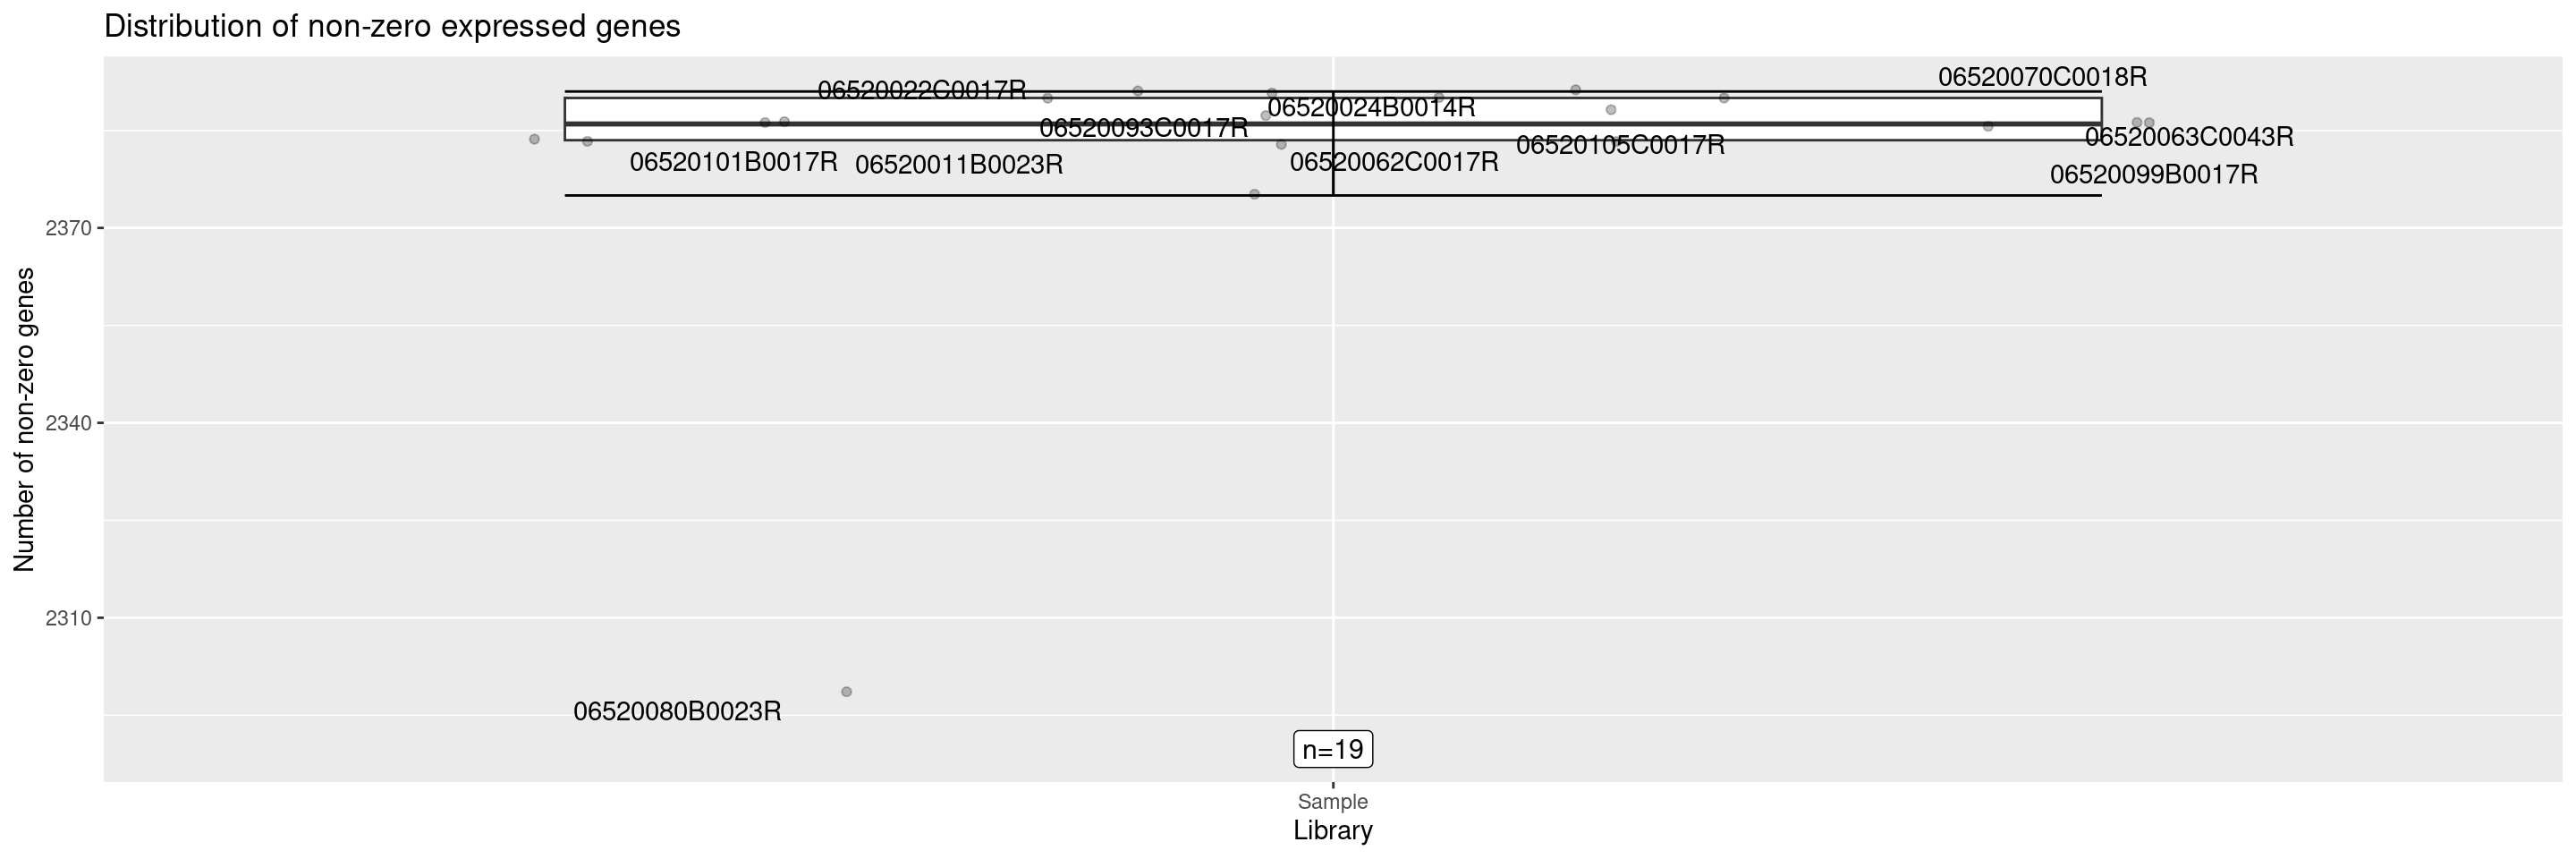 Distribution of non-zero expressed genes
06520070C0018R
06520022C0017R
06520024B0014R
06520093C0017R
06520063C0043R
06520105C0017R
06520101B0017R
06520011B0023R
06520062C0017R
06520099B0017R
2370
2340
2310
Number of non-zero genes
06520080B0023R
n=19
Sample
Library